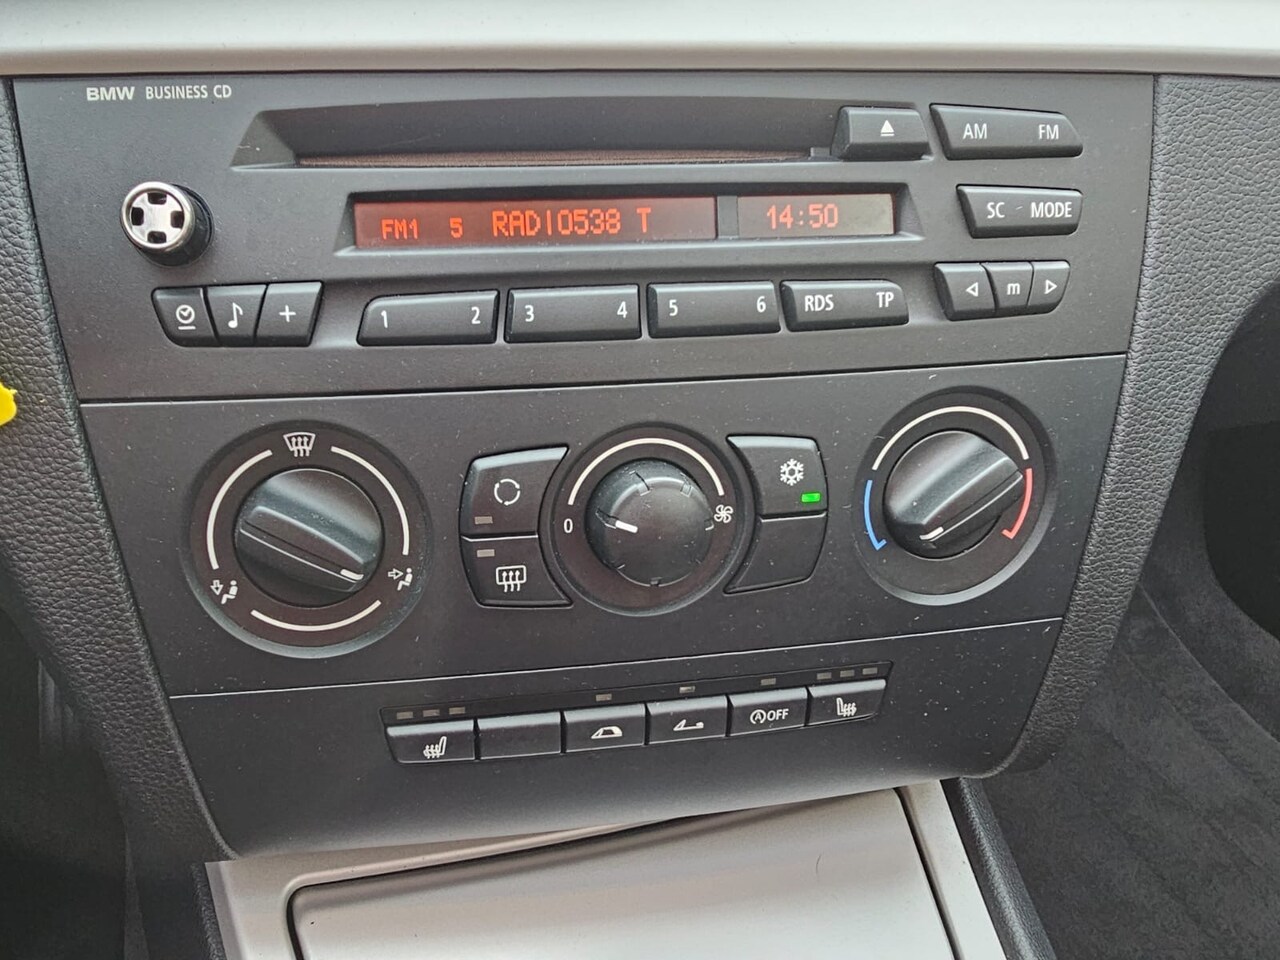 BMW BUSINESS CD
AM FM
SC - MODE
FM1 5 RADIO538 T 14:50
1 2 3 4 5 6 RDS TP
m
0
A OFF